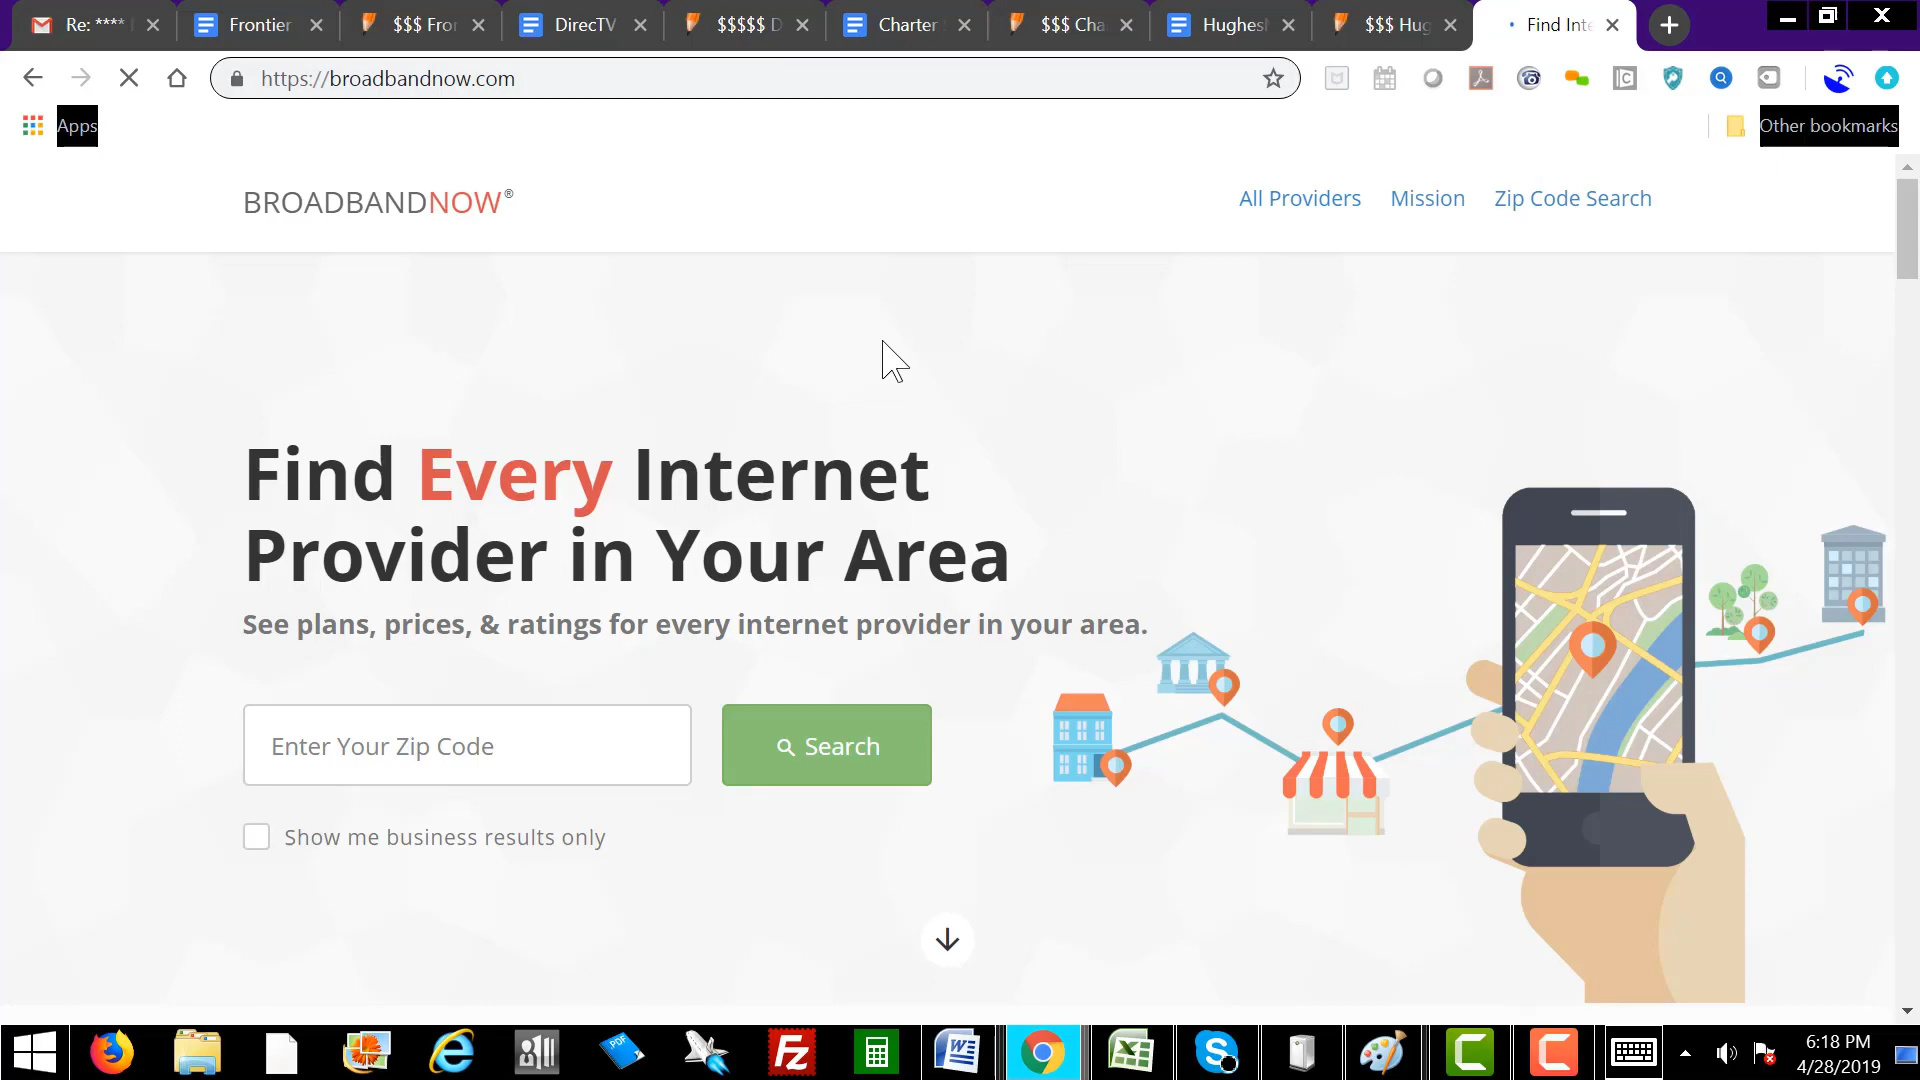 Re: ****
Frontier
$$$ Fro
DirecTV
$$$$$ D
Charter
$$$ Cha
Hughes
$$$ Hug
Find Inte
https://broadbandnow.com
Apps
Other bookmarks
BROADBANDNOW®
All Providers Mission Zip Code Search
Find Every Internet
Provider in Your Area
See plans, prices, & ratings for every internet provider in your area.
Enter Your Zip Code
Search
Show me business results only
6:18 PM
4/28/2019